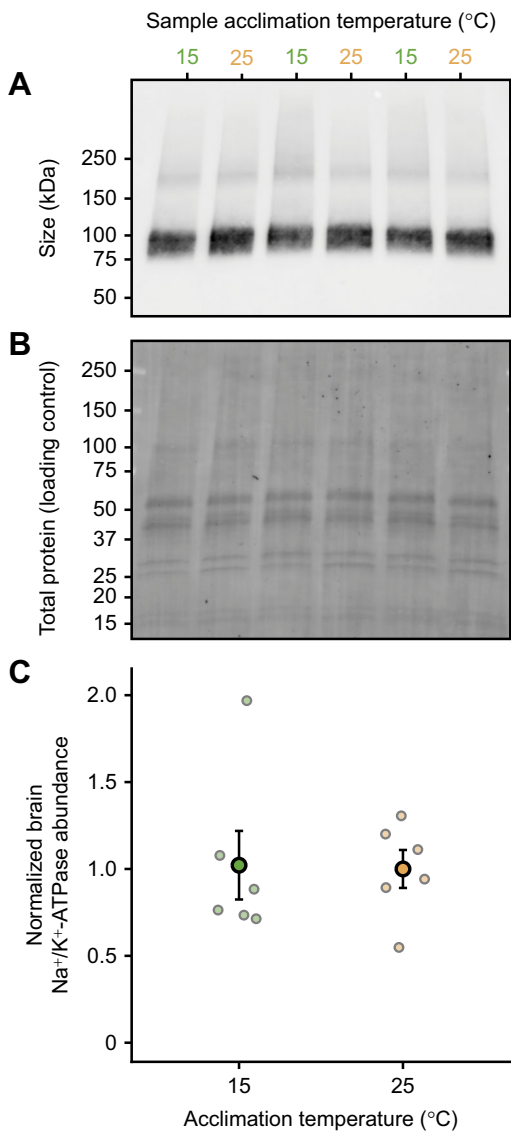 Sample acclimation temperature (°C)
15 25 15 25 15 25
A
Size (kDa)
250
150
100
75
50
B
Total protein (loading control)
250
150
100
75
50
37
25
20
15
C
Normalized brain
Na⁺/K⁺-ATPase abundance
2.0
1.5
1.0
0.5
0
15 25
Acclimation temperature (°C)